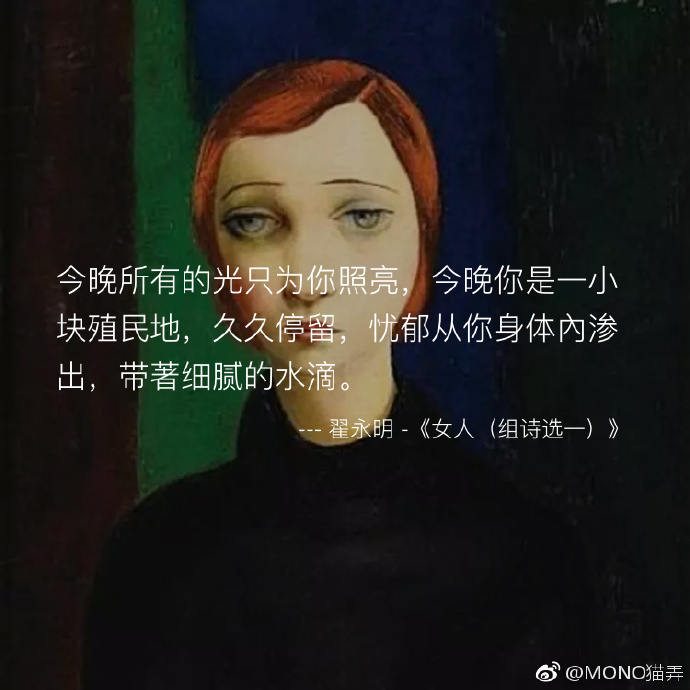 今晚所有的光只为你照亮，今晚你是一小
块殖民地，久久停留，忧郁从你身体內渗
出，带著细腻的水滴。
--- 翟永明 -《女人（组诗选一）》
@MONO猫弄